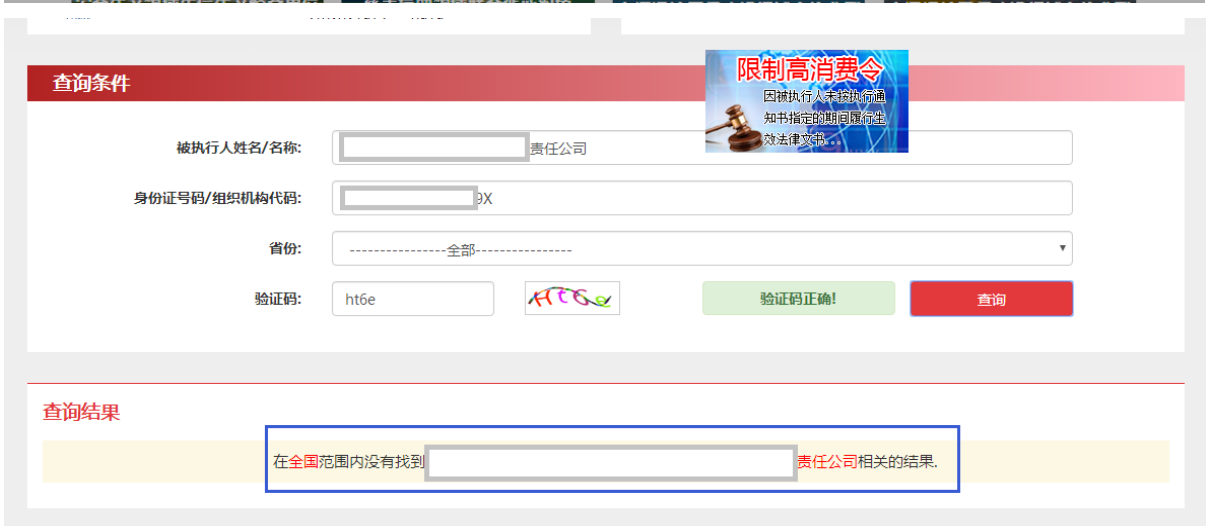 查询条件
限制高消费令
因被执行人未按执行通
知书指定的期间履行生
效法律文书...
被执行人姓名/名称:
责任公司
身份证号码/组织机构代码:
9X
省份:
----------------全部----------------
验证码:
ht6e
HT6e
验证码正确!
查询
查询结果
在全国范围内没有找到 责任公司相关的结果.